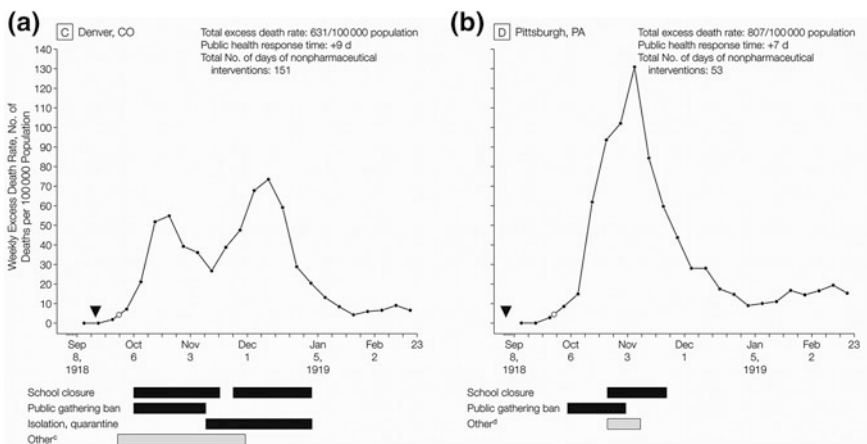 (a)
C Denver, CO
Total excess death rate: 631/100 000 population
Public health response time: +9 d
Total No. of days of nonpharmaceutical
interventions: 151
Weekly Excess Death Rate, No. of
Deaths per 100 000 Population
140
130
120
110
100
90
80
70
60
50
40
30
20
10
0
Sep Oct Nov Dec Jan Feb 23
8, 6 3 1 5, 2
1918 1919
School closure
Public gathering ban
Isolation, quarantine
Otherc
(b)
D Pittsburgh, PA
Total excess death rate: 807/100 000 population
Public health response time: +7 d
Total No. of days of nonpharmaceutical
interventions: 53
Sep Oct Nov Dec Jan Feb 23
8, 6 3 1 5, 2
1918 1919
School closure
Public gathering ban
Otherd